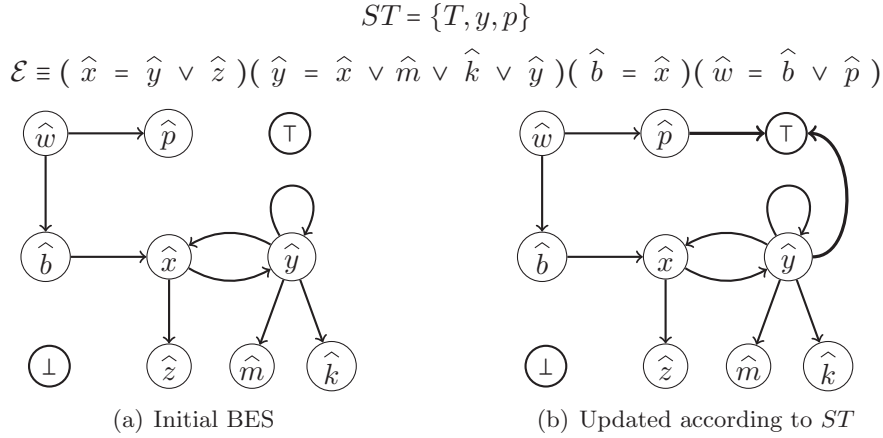 ST = {T, y, p}
ℰ ≡ ( x̂ = ŷ ∨ ẑ )( ŷ = x̂ ∨ m̂ ∨ k̂ ∨ ŷ )( b̂ = x̂ )( ŵ = b̂ ∨ p̂ )
ŵ p̂ ⊤ ŵ p̂ ⊤
b̂ x̂ ŷ b̂ x̂ ŷ
⊥ ẑ m̂ k̂ ⊥ ẑ m̂ k̂
(a) Initial BES (b) Updated according to ST